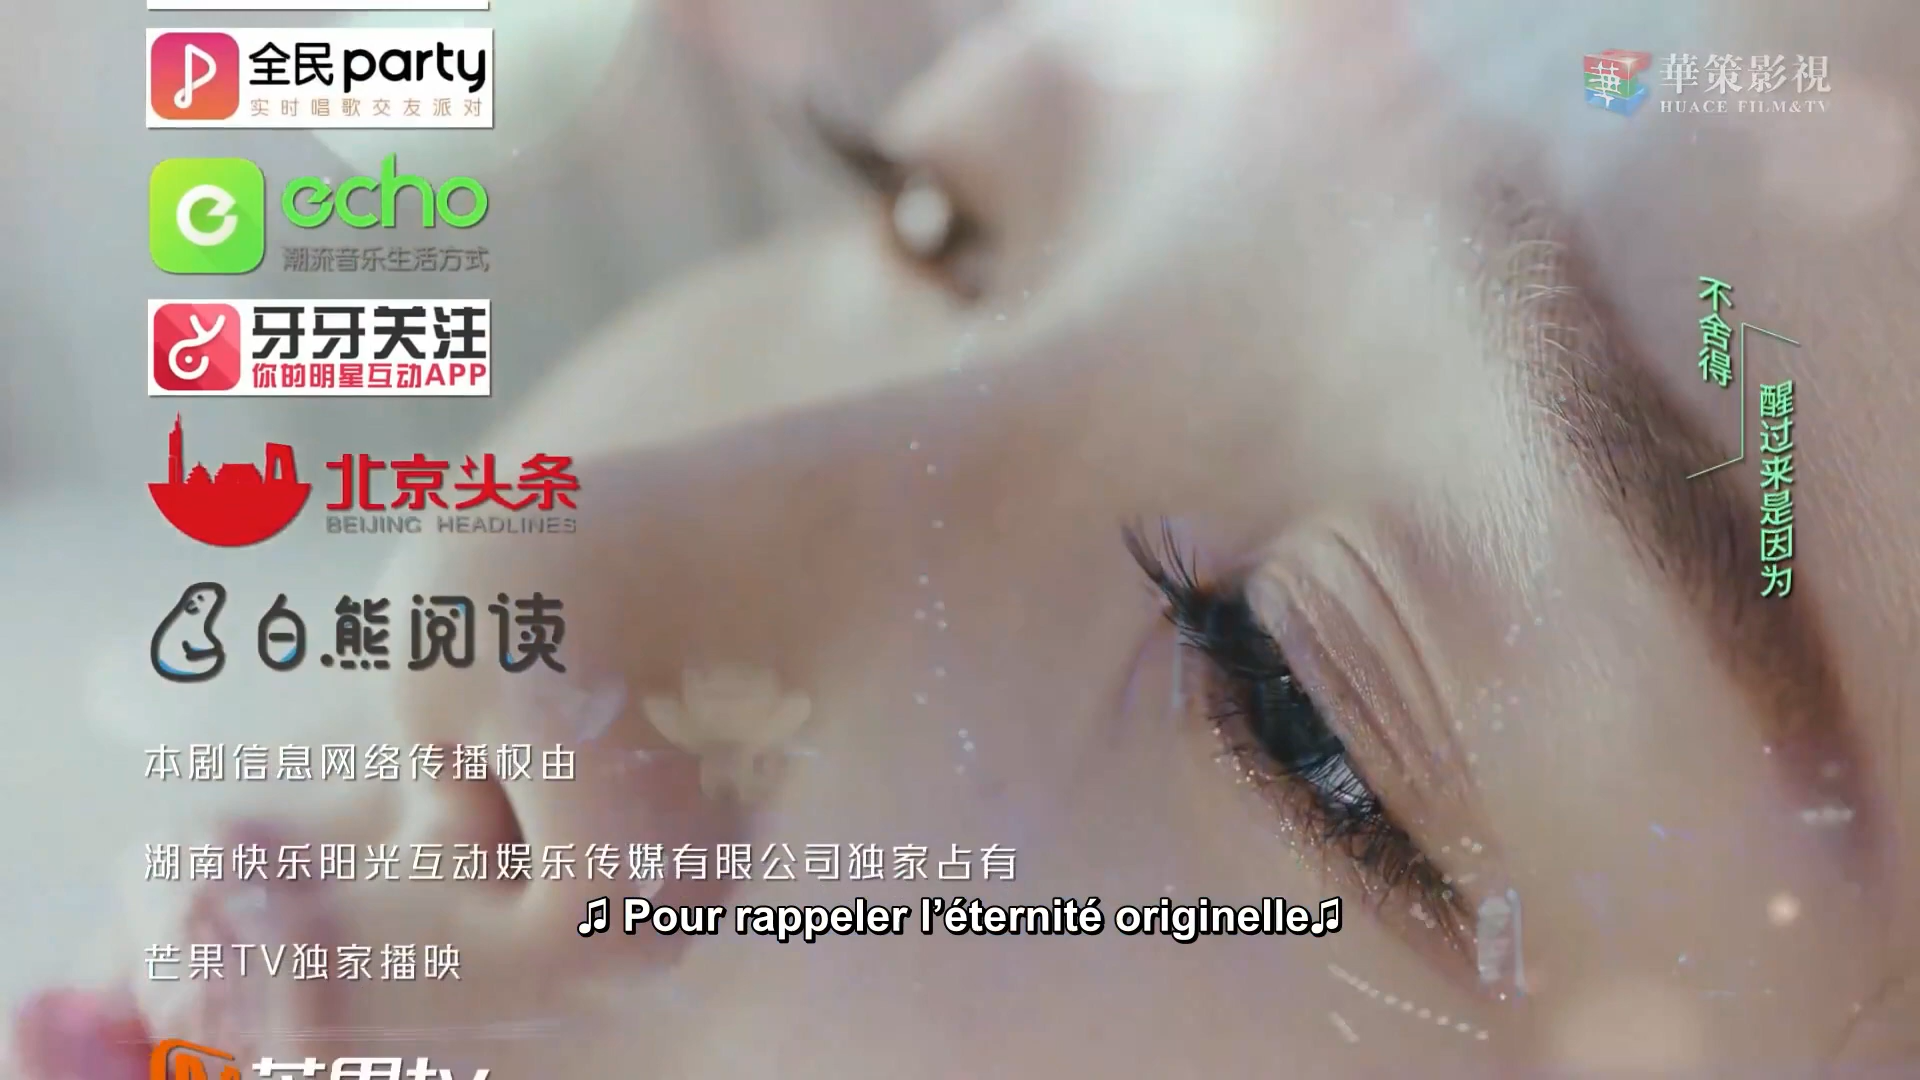 全民party
实时唱歌交友派对
華策影視
HUACE FILM&TV
echo
潮流音乐生活方式
牙牙关注
你的明星互动APP
不舍得
醒过来是因为
北京头条
BEIJING HEADLINES
白熊阅读
本剧信息网络传播权由
湖南快乐阳光互动娱乐传媒有限公司独家占有
♫ Pour rappeler l’éternité originelle♫
芒果TV独家播映